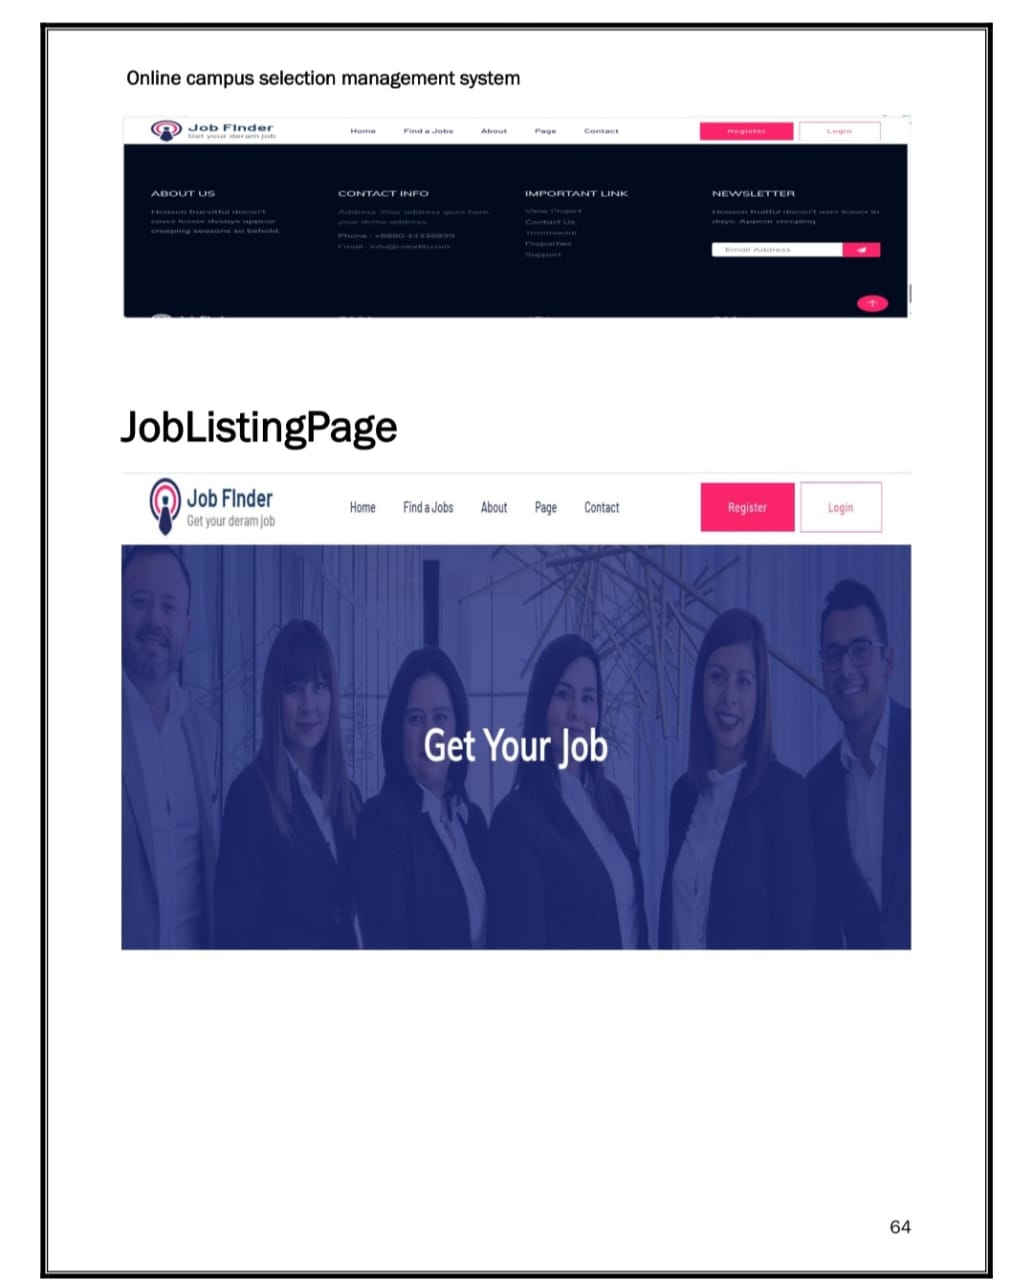 Online campus selection management system
Job FInder
Get your deram job
Home Find a Jobs About Page Contact Register Login
ABOUT US
Heaven frucvitful doesn't
cover lesser dvsays appear
creeping seasons so behold.
CONTACT INFO
Address :Your address goes here,
your demo address.
Phone : +8880 44338899
Email : info@colorlib.com
IMPORTANT LINK
View Project
Contact Us
Testimonial
Proparties
Support
NEWSLETTER
Heaven fruitful doesn't over lesser in
days. Appear creeping.
Email Address
JobListingPage
Job FInder
Get your deram job
Home Find a Jobs About Page Contact Register Login
Get Your Job
64